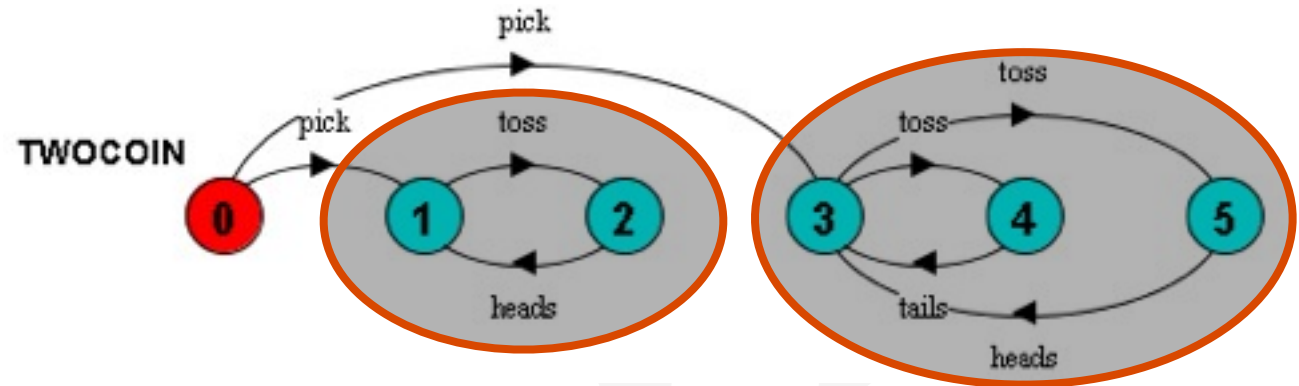 pick
toss
pick
toss
toss
TWOCOIN
0
1
2
3
4
5
heads
tails
heads